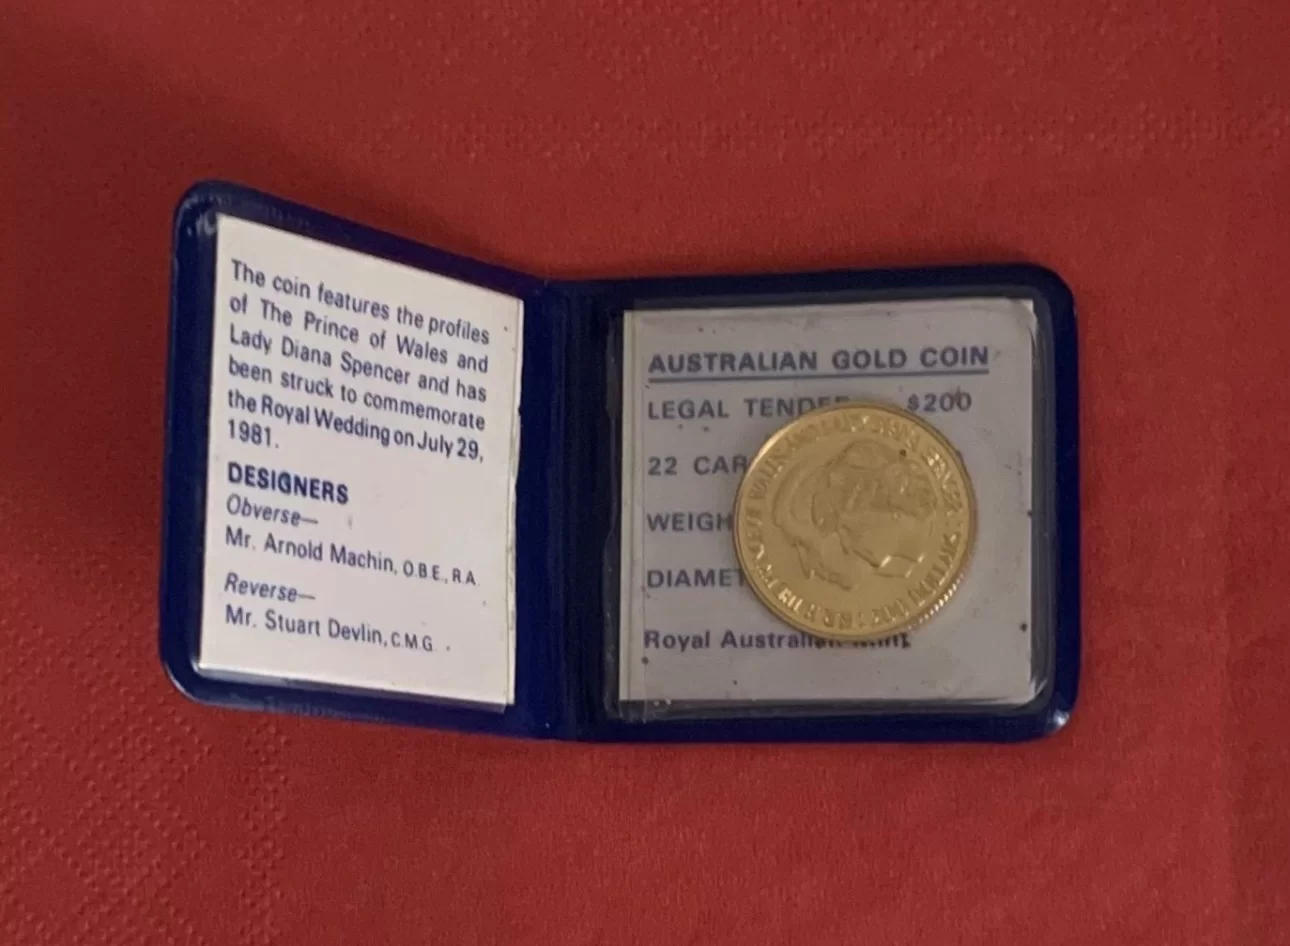 The coin features the profiles
of The Prince of Wales and
Lady Diana Spencer and has
been struck to commemorate
the Royal Wedding on July 29,
1981.
DESIGNERS
Obverse—
Mr. Arnold Machin, O.B.E., R.A.
Reverse—
Mr. Stuart Devlin, C.M.G.
AUSTRALIAN GOLD COIN
LEGAL TENDER $200
22 CAR
WEIGH
DIAMET
Royal Australian Mint